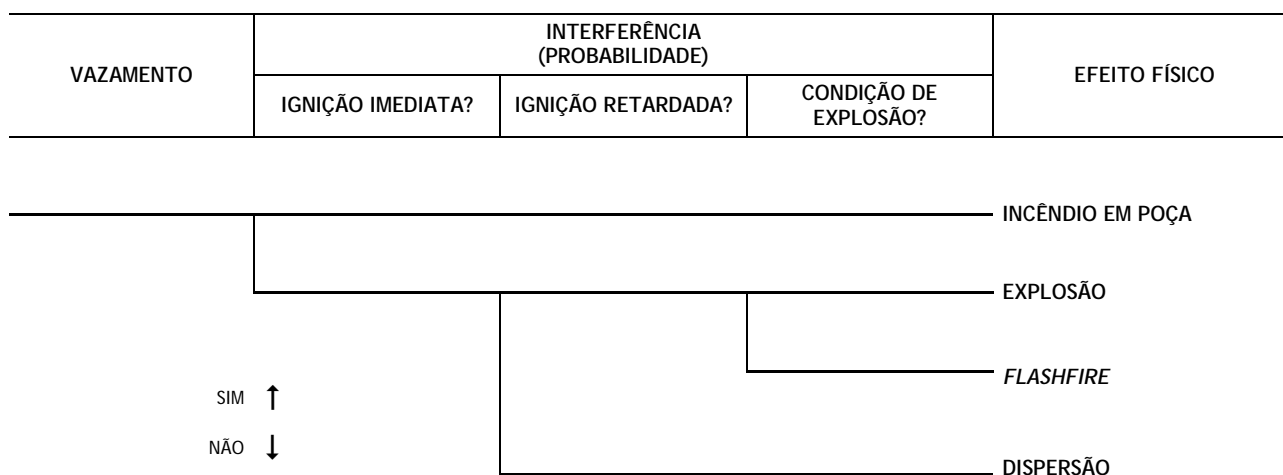 VAZAMENTO
INTERFERÊNCIA
(PROBABILIDADE)
EFEITO FÍSICO
IGNIÇÃO IMEDIATA?
IGNIÇÃO RETARDADA?
CONDIÇÃO DE
EXPLOSÃO?
INCÊNDIO EM POÇA
EXPLOSÃO
FLASHFIRE
SIM ↑
NÃO ↓
DISPERSÃO